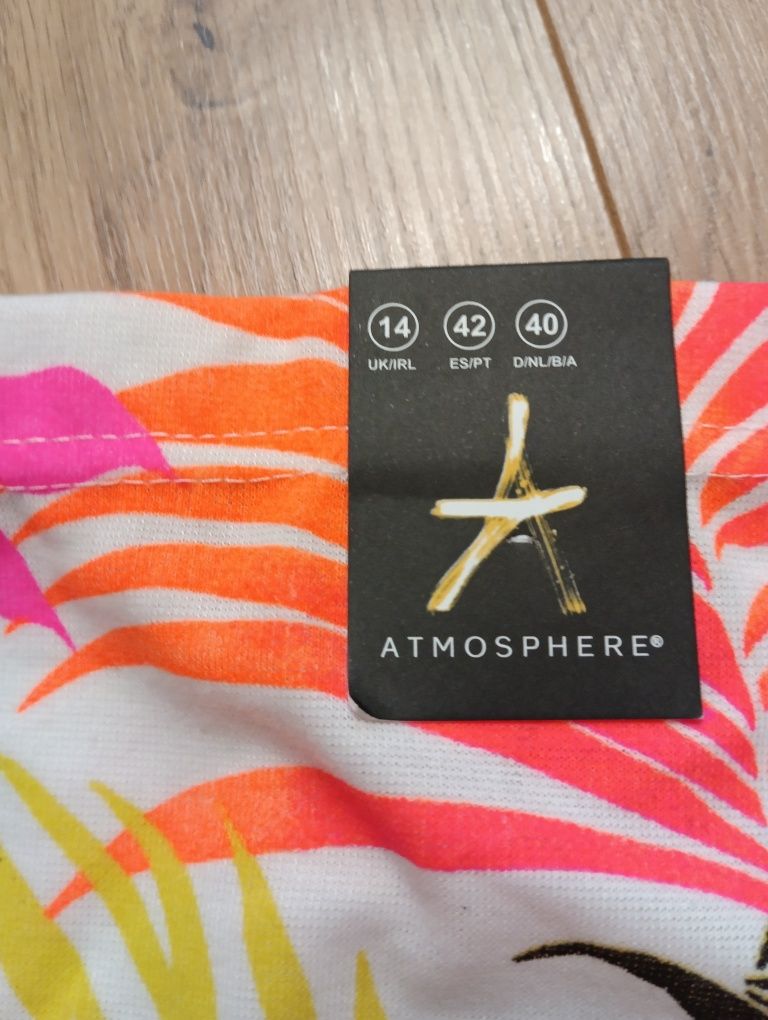 14 42 40
UK/IRL ES/PT D/NL/B/A
ATMOSPHERE®